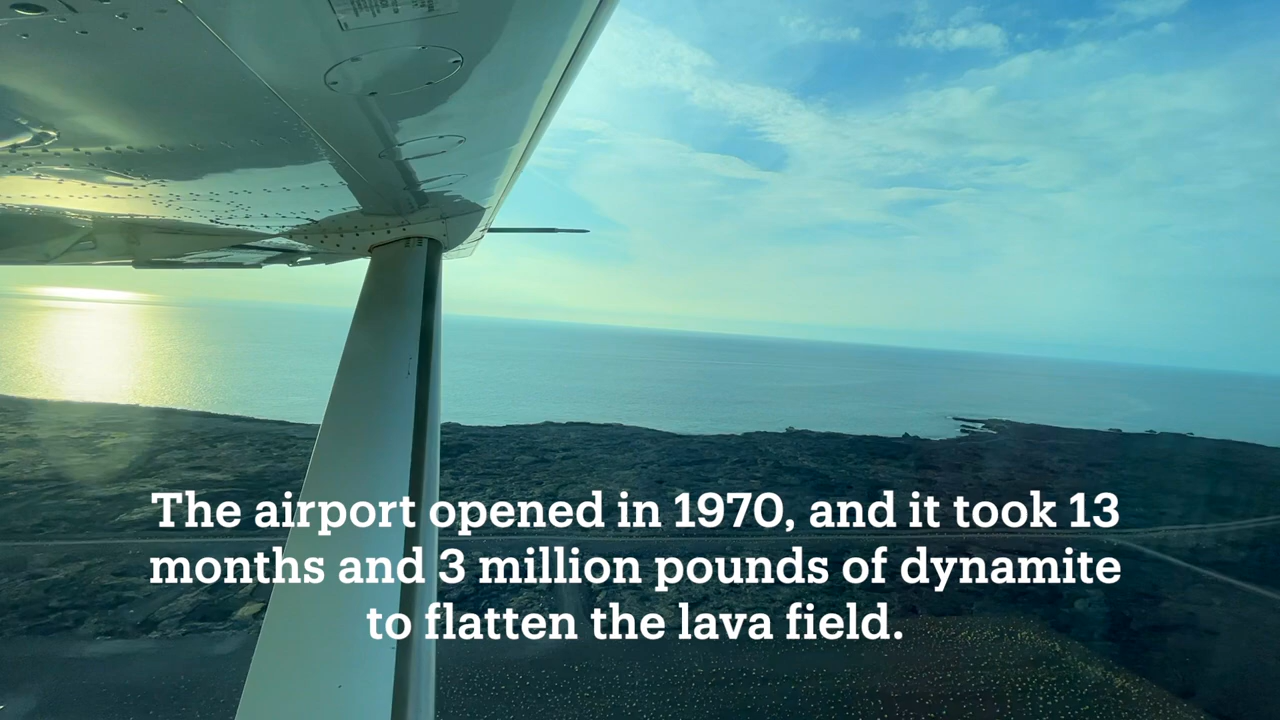 The airport opened in 1970, and it took 13
months and 3 million pounds of dynamite
to flatten the lava field.